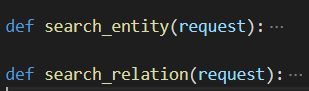 def search_entity(request):···
def search_relation(request):···